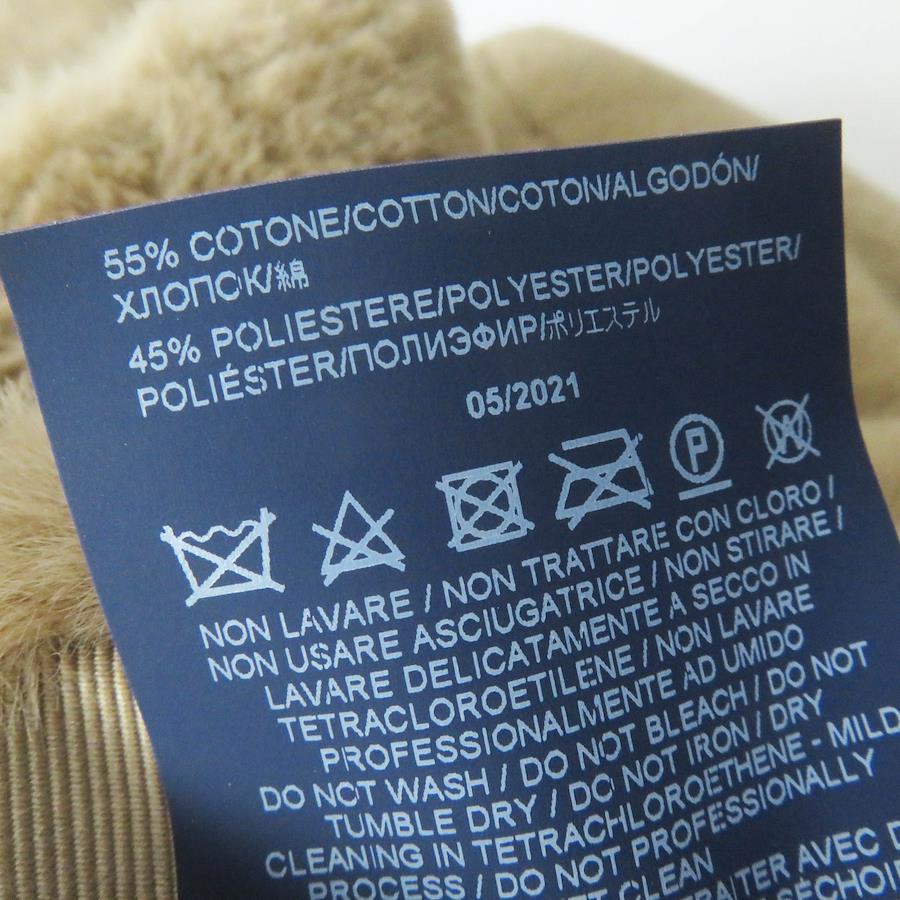 55% COTONE/COTTON/COTON/ALGODÓN/
ХЛОПОК/綿
45% POLIESTERE/POLYESTER/POLYESTER/
POLIÉSTER/ПОЛИЭФИР/ポリエステル
05/2021
P
W
NON LAVARE / NON TRATTARE CON CLORO /
NON USARE ASCIUGATRICE / NON STIRARE /
LAVARE DELICATAMENTE A SECCO IN
TETRACLOROETILENE / NON LAVARE
PROFESSIONALMENTE AD UMIDO
DO NOT WASH / DO NOT BLEACH / DO NOT
TUMBLE DRY / DO NOT IRON / DRY
CLEANING IN TETRACHLOROETHENE - MILD
PROCESS / DO NOT PROFESSIONALLY
CLEAN
AVEC